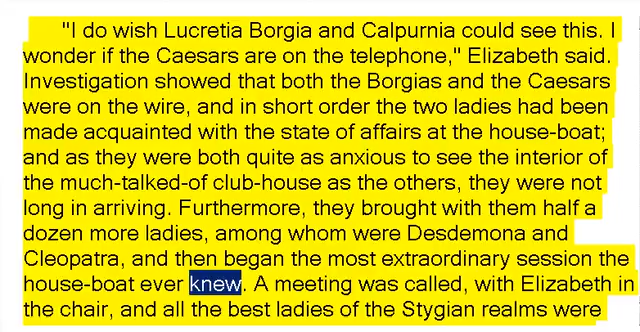 "I do wish Lucretia Borgia and Calpurnia could see this. I
wonder if the Caesars are on the telephone," Elizabeth said.
Investigation showed that both the Borgias and the Caesars
were on the wire, and in short order the two ladies had been
made acquainted with the state of affairs at the house-boat;
and as they were both quite as anxious to see the interior of
the much-talked-of club-house as the others, they were not
long in arriving. Furthermore, they brought with them half a
dozen more ladies, among whom were Desdemona and
Cleopatra, and then began the most extraordinary session the
house-boat ever knew. A meeting was called, with Elizabeth in
the chair, and all the best ladies of the Stygian realms were